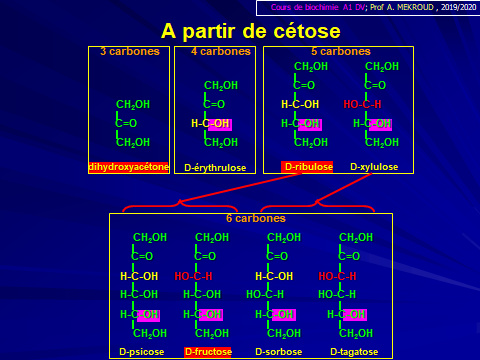 Cours de biochimie A1 DV; Prof A. MEKROUD , 2019/2020
A partir de cétose
3 carbones
CH2OH
C=O
CH2OH
dihydroxyacétone
4 carbones
CH2OH
C=O
H-C-OH
CH2OH
D-érythrulose
5 carbones
CH2OH
C=O
H-C-OH
H-C-OH
CH2OH
D-ribulose
CH2OH
C=O
HO-C-H
H-C-OH
CH2OH
D-xylulose
6 carbones
CH2OH
C=O
H-C-OH
H-C-OH
H-C-OH
CH2OH
D-psicose
CH2OH
C=O
HO-C-H
H-C-OH
H-C-OH
CH2OH
D-fructose
CH2OH
C=O
H-C-OH
HO-C-H
H-C-OH
CH2OH
D-sorbose
CH2OH
C=O
HO-C-H
HO-C-H
H-C-OH
CH2OH
D-tagatose